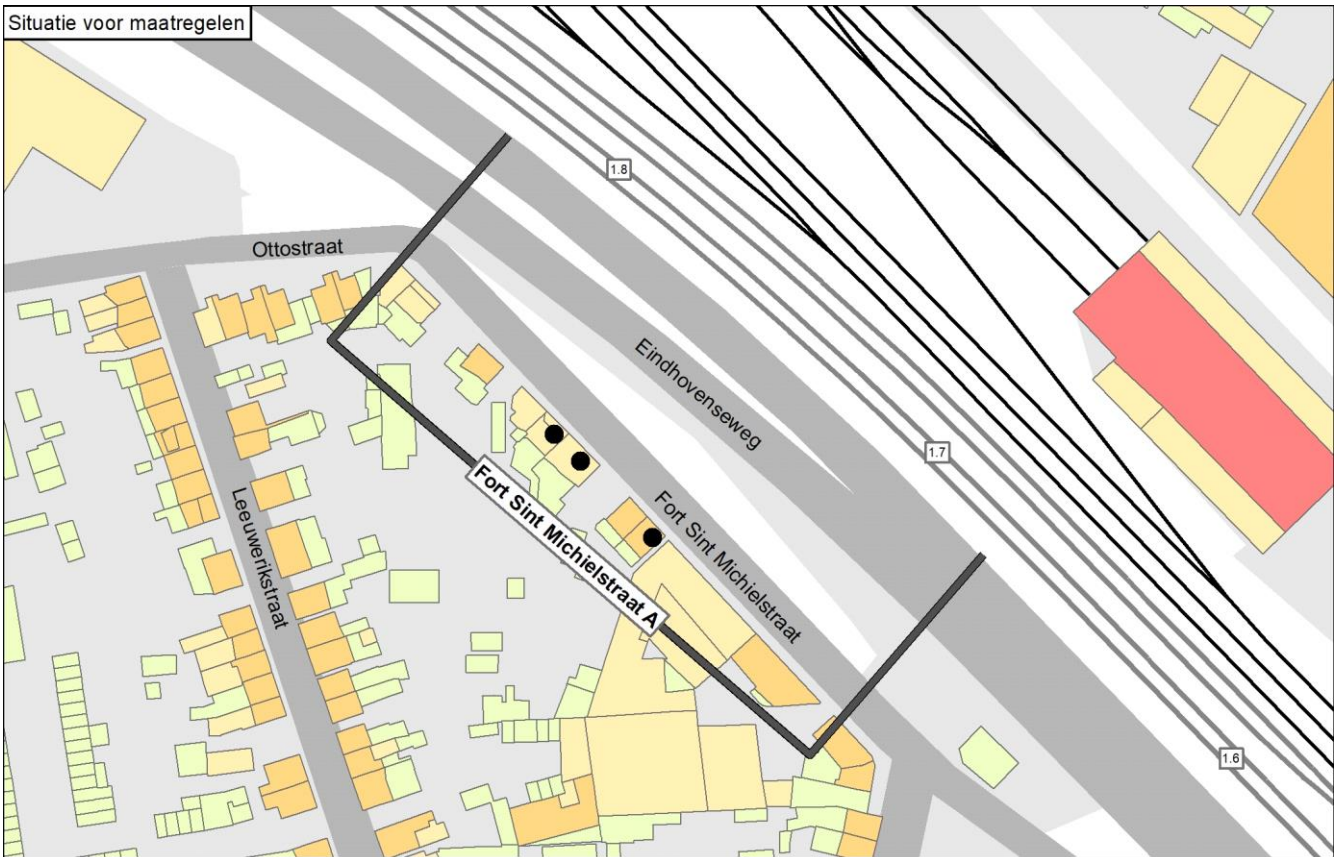 Situatie voor maatregelen
1.8
Ottostraat
Eindhovenseweg
1.7
Fort Sint Michielstraat A
Fort Sint Michielstraat
Leeuwerikstraat
1.6